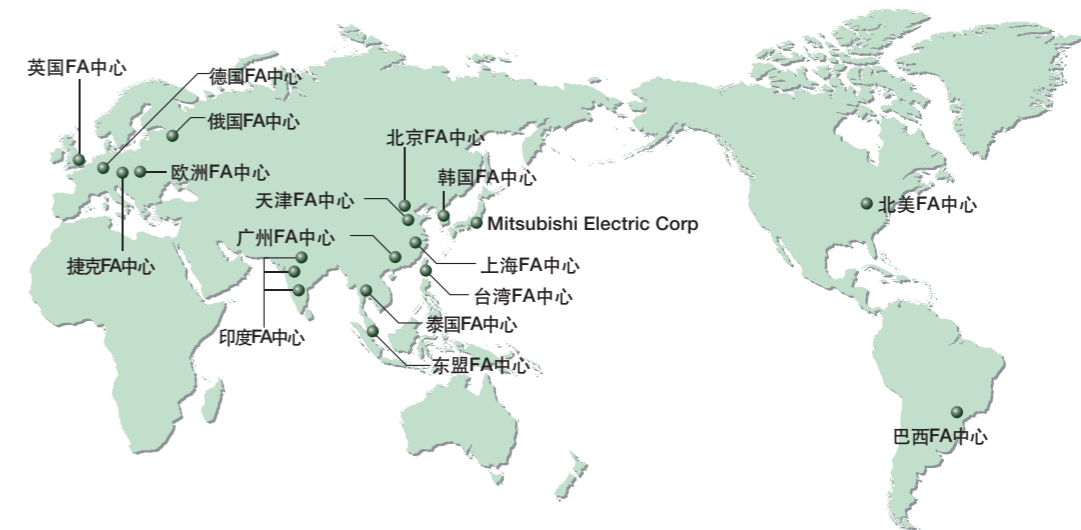 英国FA中心
德国FA中心
俄国FA中心
北京FA中心
欧洲FA中心
韩国FA中心
天津FA中心
北美FA中心
Mitsubishi Electric Corp
广州FA中心
捷克FA中心
上海FA中心
台湾FA中心
泰国FA中心
印度FA中心
东盟FA中心
巴西FA中心